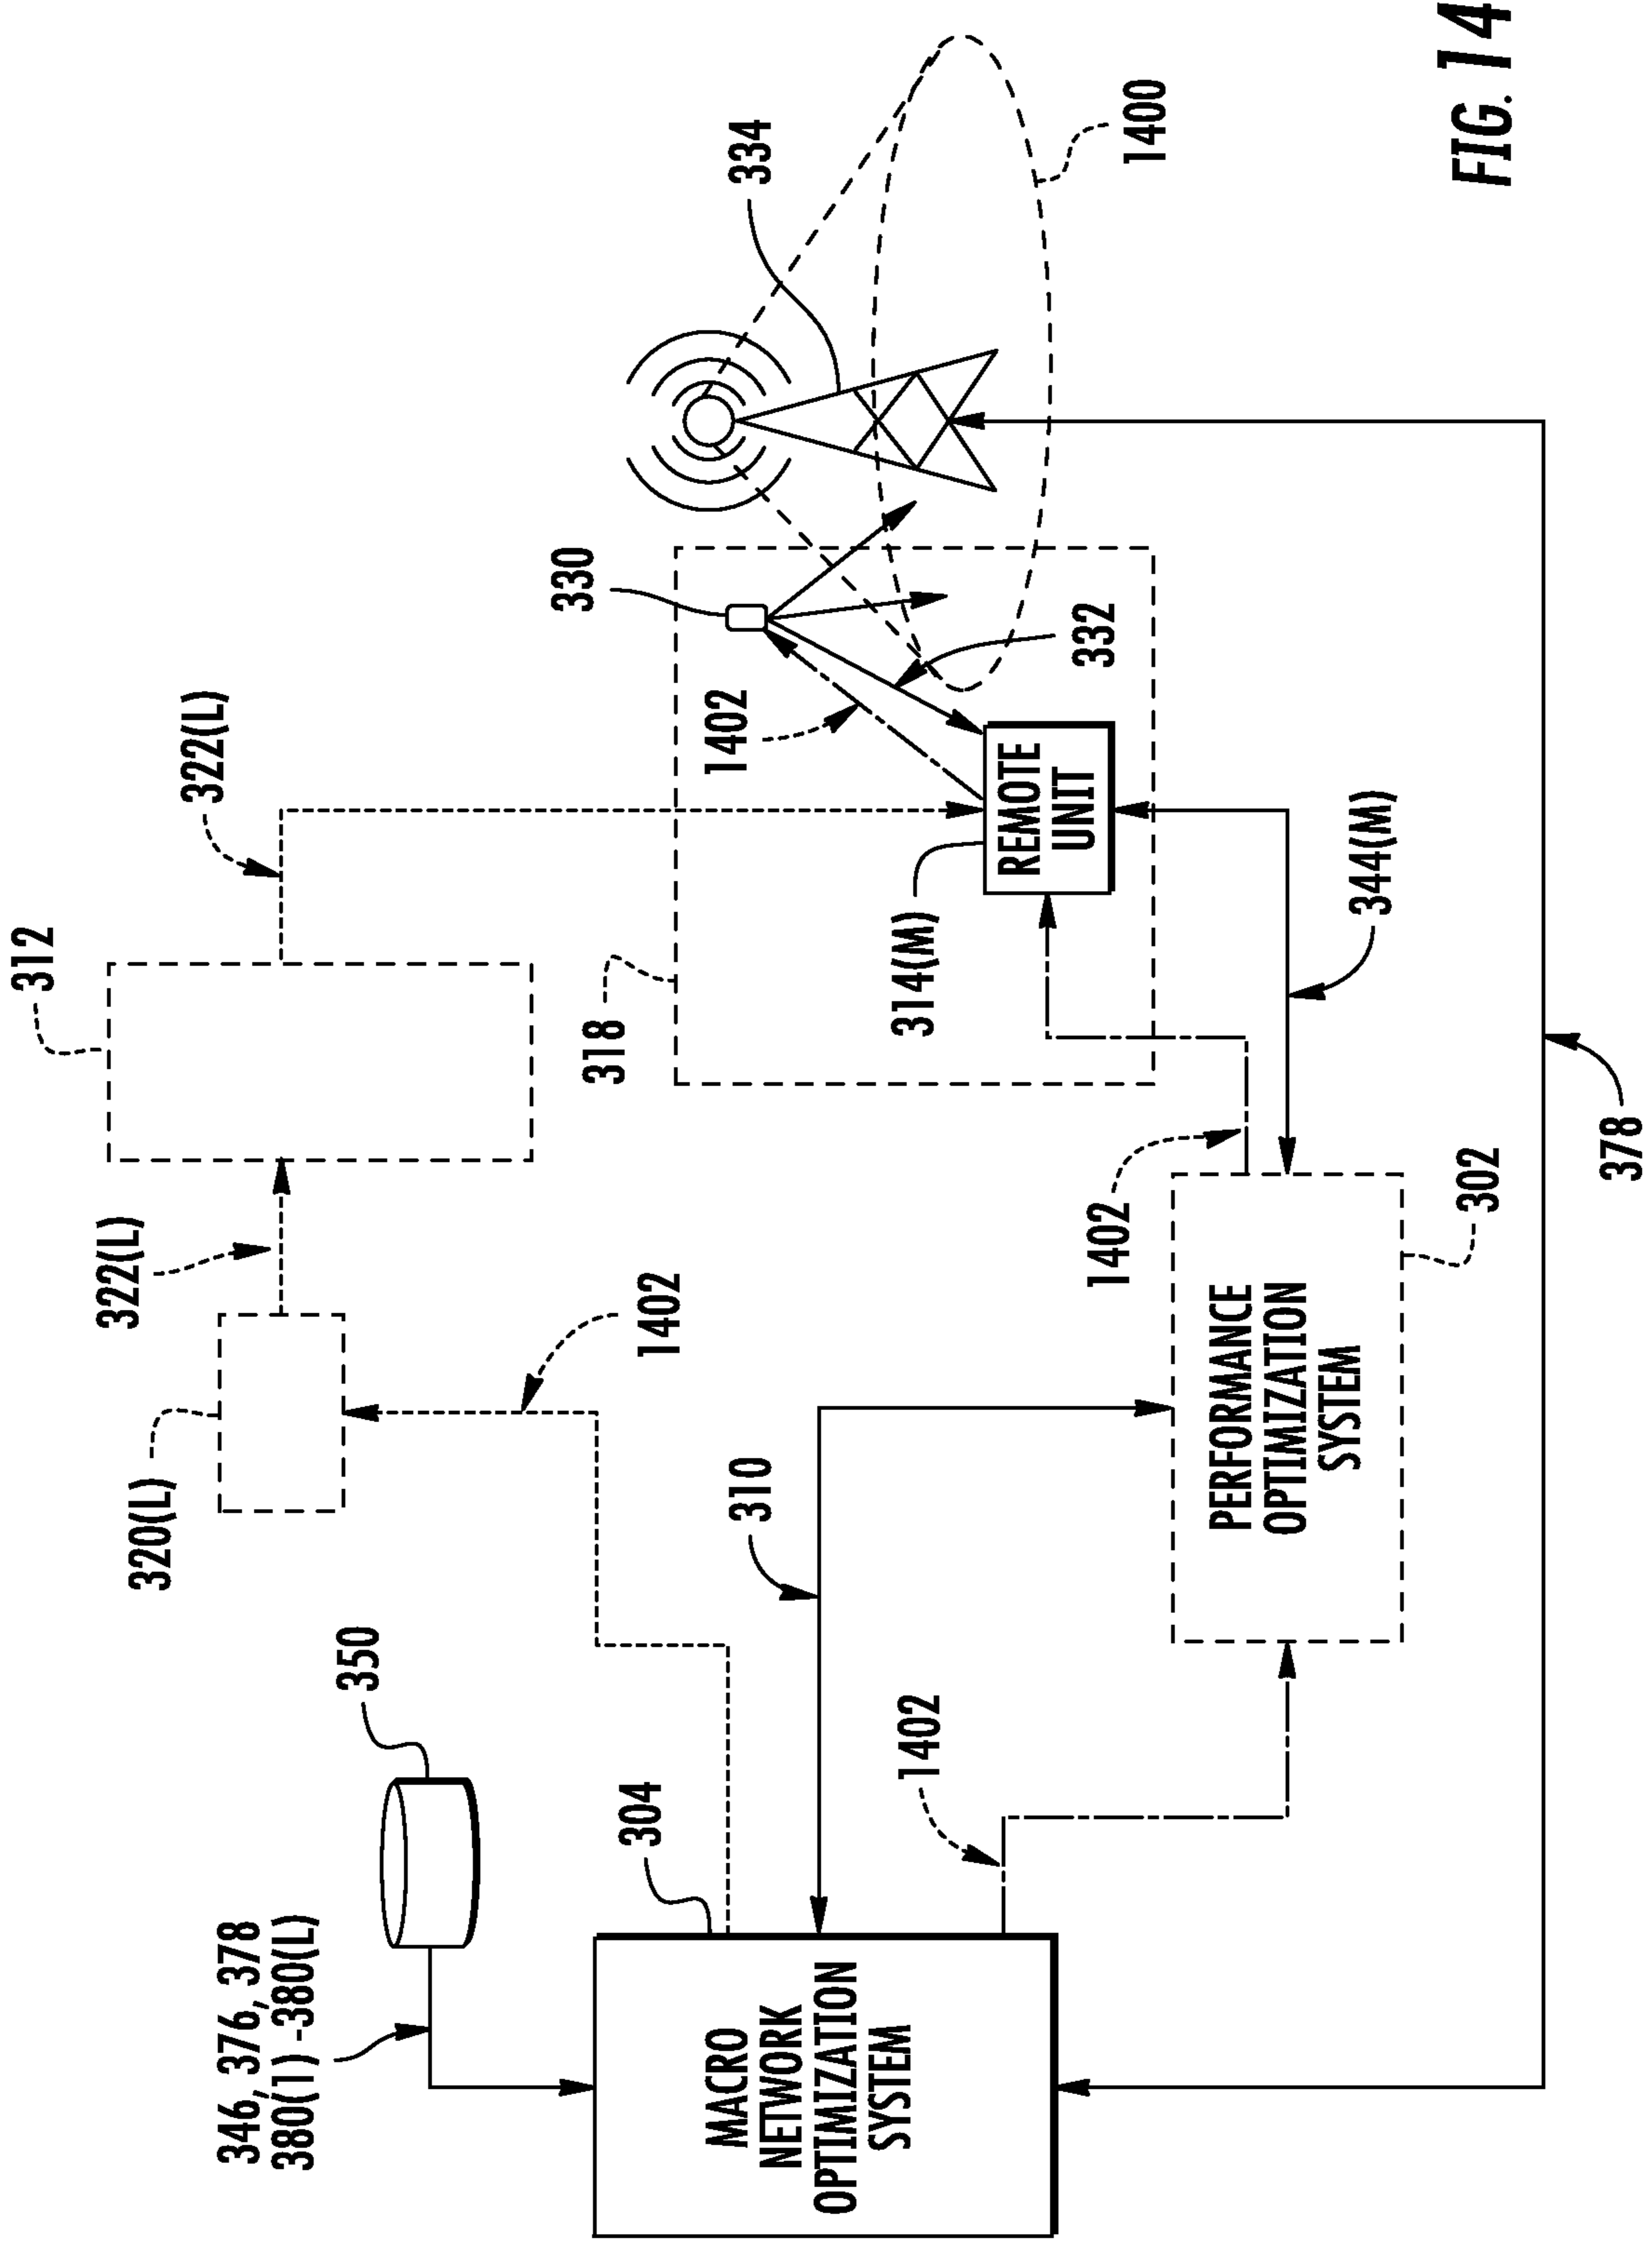 312
322(L)
322(L)
320(L)
350
346, 376, 378
380(1) -380(L)
1402
330
334
318
1402
304
310
314(M)
REMOTE
UNIT
332
1400
MACRO
NETWORK
OPTIMIZATION
SYSTEM
1402
1402
PERFORMANCE
OPTIMIZATION
SYSTEM
344(M)
302
378
FIG. 14